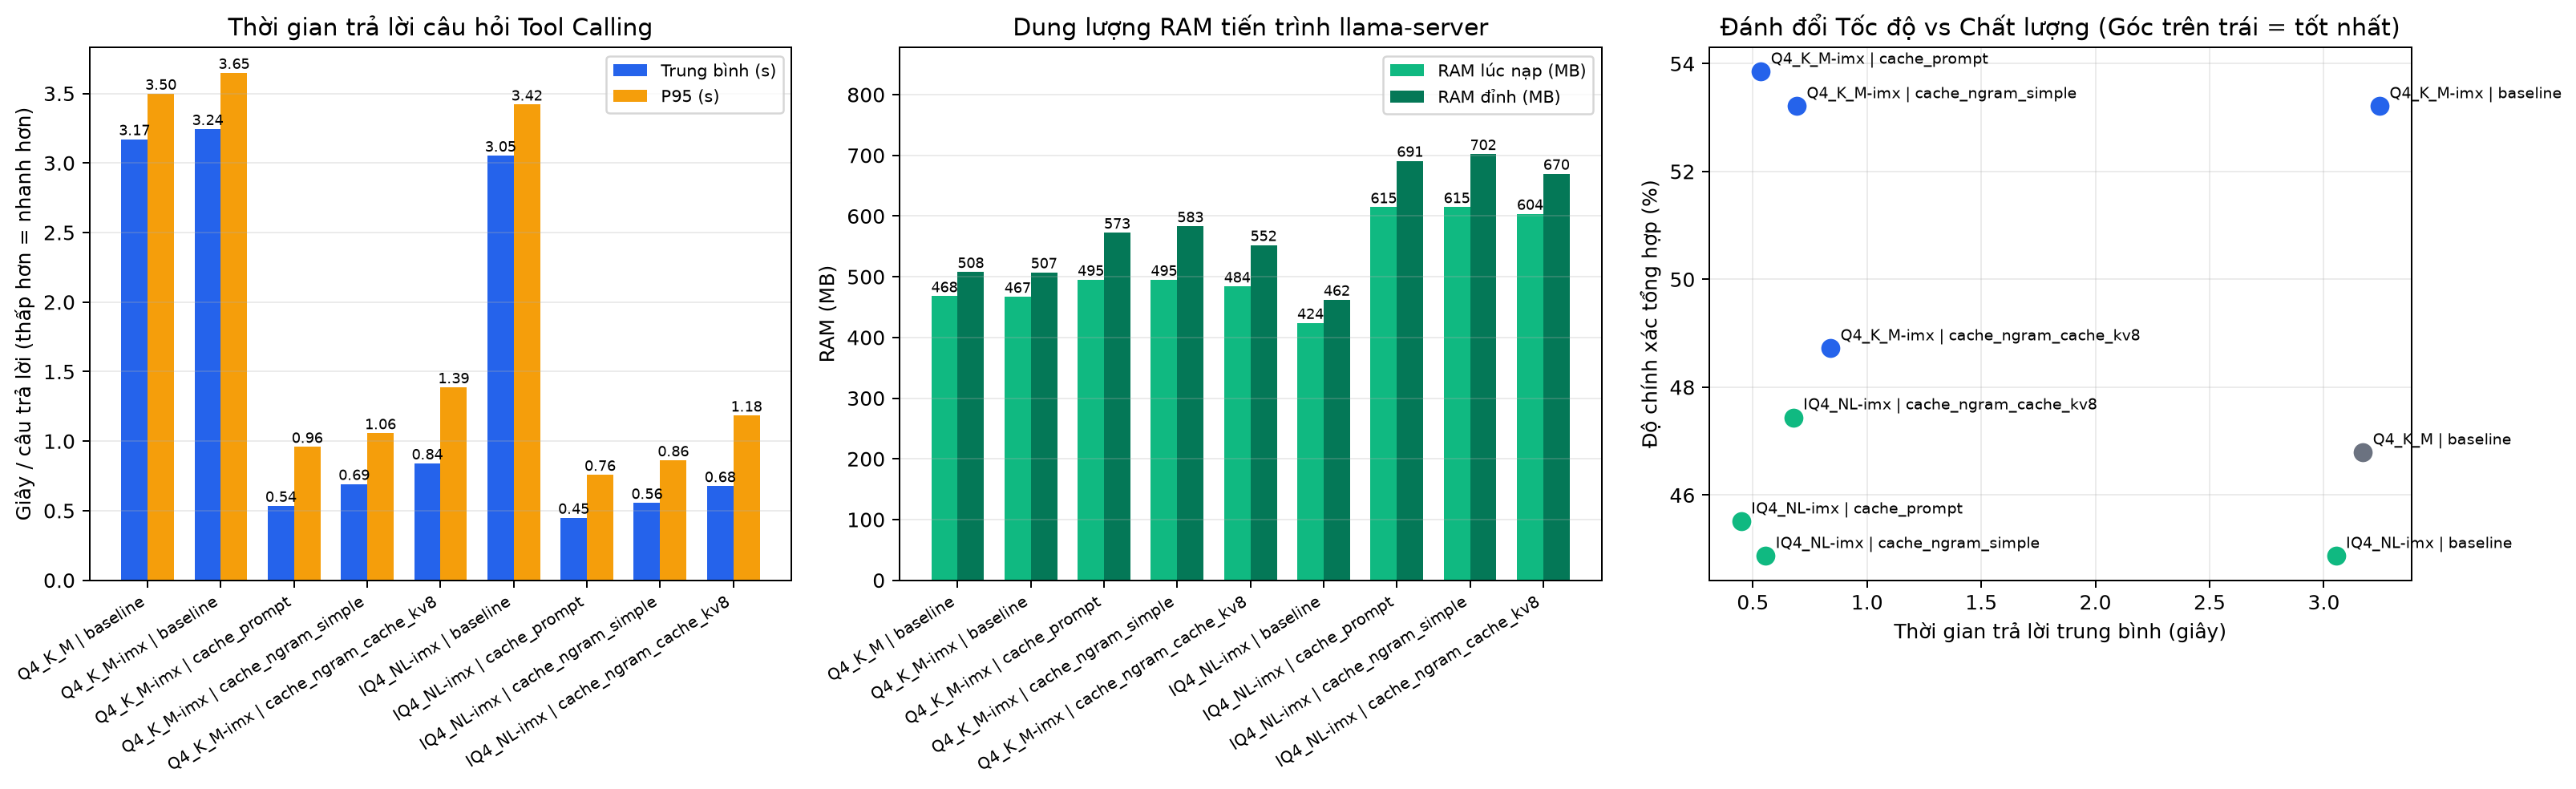 Thời gian trả lời câu hỏi Tool Calling
Giây / câu trả lời (thấp hơn = nhanh hơn)
3.5
3.0
2.5
2.0
1.5
1.0
0.5
0.0
Trung bình (s)
P95 (s)
3.17
3.50
3.24
3.65
0.54
0.96
0.69
1.06
0.84
1.39
3.05
3.42
0.45
0.76
0.56
0.86
0.68
1.18
Q4_K_M | baseline
Q4_K_M-imx | baseline
Q4_K_M-imx | cache_prompt
Q4_K_M-imx | cache_ngram_simple
Q4_K_M-imx | cache_ngram_cache_kv8
IQ4_NL-imx | baseline
IQ4_NL-imx | cache_prompt
IQ4_NL-imx | cache_ngram_simple
IQ4_NL-imx | cache_ngram_cache_kv8
Dung lượng RAM tiến trình llama-server
RAM (MB)
800
700
600
500
400
300
200
100
0
RAM lúc nạp (MB)
RAM đỉnh (MB)
468
508
467
507
495
573
495
583
484
552
424
462
615
691
615
702
604
670
Q4_K_M | baseline
Q4_K_M-imx | baseline
Q4_K_M-imx | cache_prompt
Q4_K_M-imx | cache_ngram_simple
Q4_K_M-imx | cache_ngram_cache_kv8
IQ4_NL-imx | baseline
IQ4_NL-imx | cache_prompt
IQ4_NL-imx | cache_ngram_simple
IQ4_NL-imx | cache_ngram_cache_kv8
Đánh đổi Tốc độ vs Chất lượng (Góc trên trái = tốt nhất)
Độ chính xác tổng hợp (%)
54
52
50
48
46
Q4_K_M-imx | cache_prompt
Q4_K_M-imx | cache_ngram_simple
Q4_K_M-imx | baseline
Q4_K_M-imx | cache_ngram_cache_kv8
IQ4_NL-imx | cache_ngram_cache_kv8
Q4_K_M | baseline
IQ4_NL-imx | cache_prompt
IQ4_NL-imx | cache_ngram_simple
IQ4_NL-imx | baseline
0.5
1.0
1.5
2.0
2.5
3.0
Thời gian trả lời trung bình (giây)